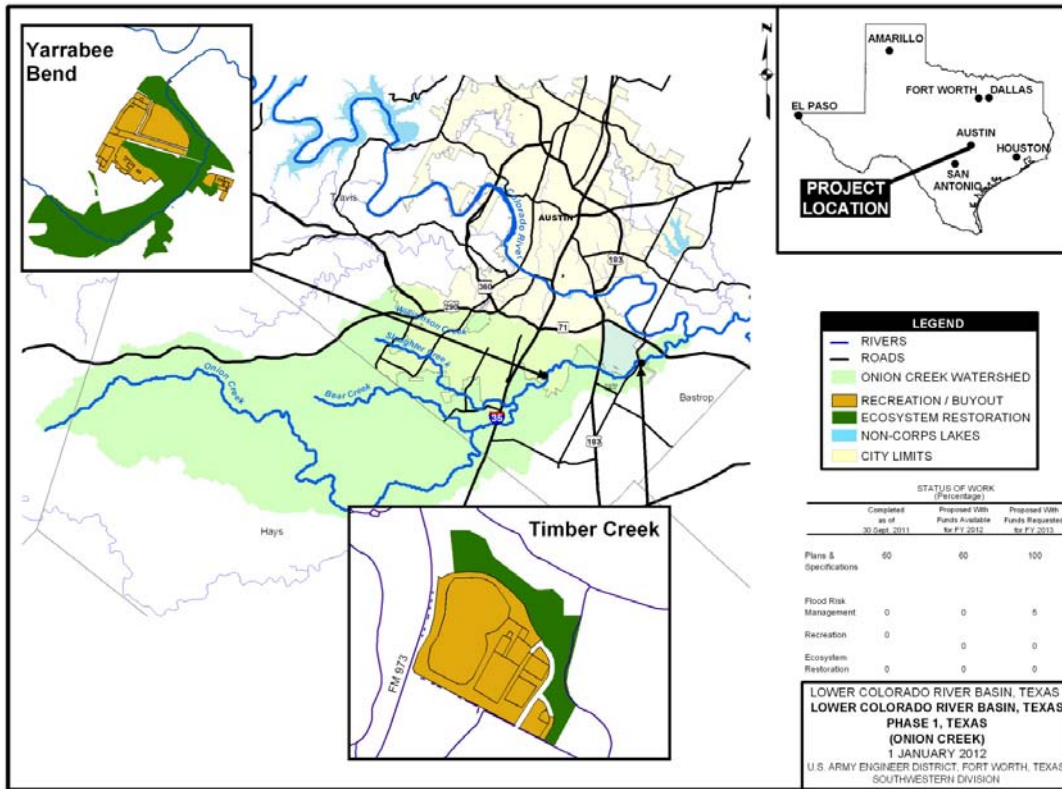 Yarrabee
Bend
Travis
Colorado River
AUSTIN
183
360
290
Williamson Creek
71
Onion Creek
Bear Creek
35
183
Bastrop
Hays
Timber Creek
FM 973
N
AMARILLO
FORT WORTH
DALLAS
EL PASO
AUSTIN
HOUSTON
SAN
ANTONIO
PROJECT
LOCATION
LEGEND
RIVERS
ROADS
ONION CREEK WATERSHED
RECREATION / BUYOUT
ECOSYSTEM RESTORATION
NON-CORPS LAKES
CITY LIMITS
STATUS OF WORK
(Percentage)
Completed Proposed With Proposed With
as of Funds Available Funds Requested
30 Sept. 2011 for FY 2012 for FY 2013
Plans & 60 60 100
Specifications
Flood Risk
Management 0 0 5
Recreation 0
0 0
Ecosystem
Restoration 0 0 0
LOWER COLORADO RIVER BASIN, TEXAS
LOWER COLORADO RIVER BASIN, TEXAS
PHASE 1, TEXAS
(ONION CREEK)
1 JANUARY 2012
U.S. ARMY ENGINEER DISTRICT, FORT WORTH, TEXAS
SOUTHWESTERN DIVISION